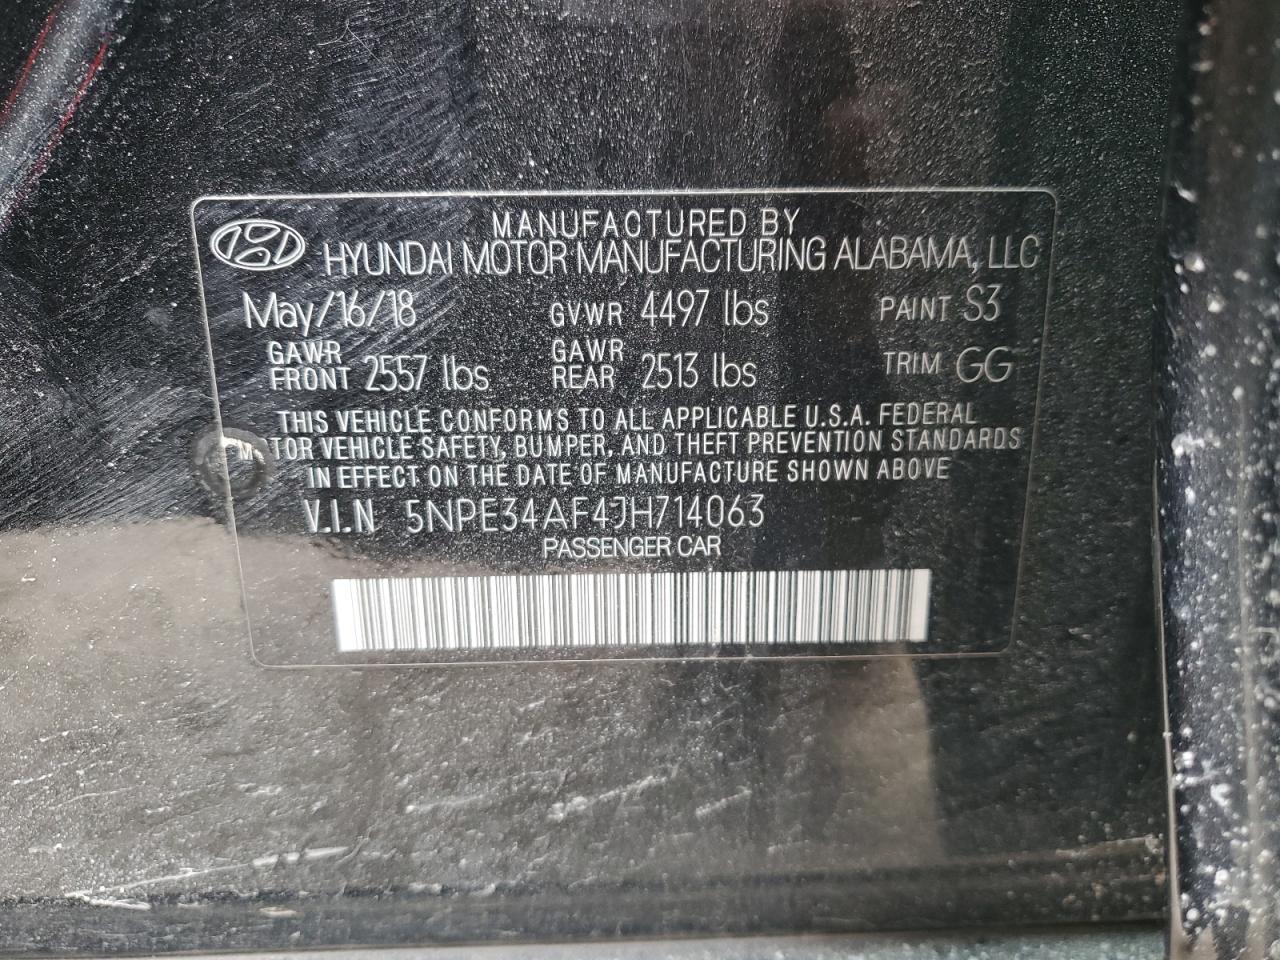 MANUFACTURED BY
HYUNDAI MOTOR MANUFACTURING ALABAMA, LLC
May/16/18 GVWR 4497 lbs PAINT S3
GAWR FRONT 2557 lbs GAWR REAR 2513 lbs TRIM GG
THIS VEHICLE CONFORMS TO ALL APPLICABLE U.S.A. FEDERAL
MOTOR VEHICLE SAFETY, BUMPER, AND THEFT PREVENTION STANDARDS
IN EFFECT ON THE DATE OF MANUFACTURE SHOWN ABOVE
V.I.N 5NPE34AF4JH714063
PASSENGER CAR